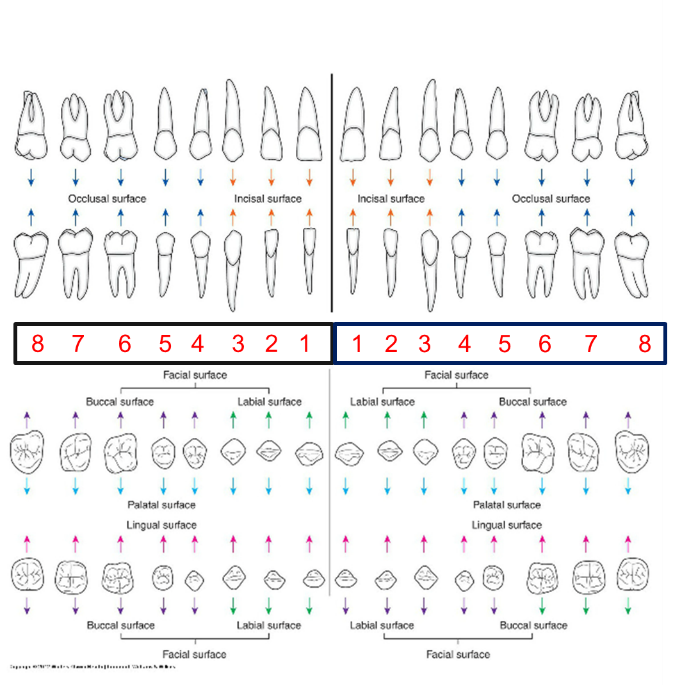 Occlusal surface Incisal surface Incisal surface Occlusal surface
8 7 6 5 4 3 2 1 1 2 3 4 5 6 7 8
Facial surface Facial surface
Buccal surface Labial surface Labial surface Buccal surface
Palatal surface Palatal surface
Lingual surface Lingual surface
Buccal surface Labial surface Labial surface Buccal surface
Facial surface Facial surface